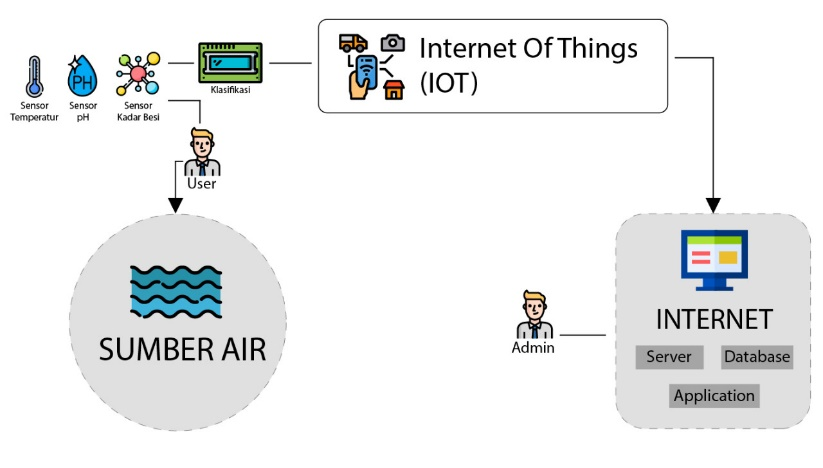 Internet Of Things
(IOT)
Sensor
Temperatur
PH
Sensor
pH
Sensor
Kadar Besi
Klasifikasi
User
SUMBER AIR
Admin
INTERNET
Server
Database
Application